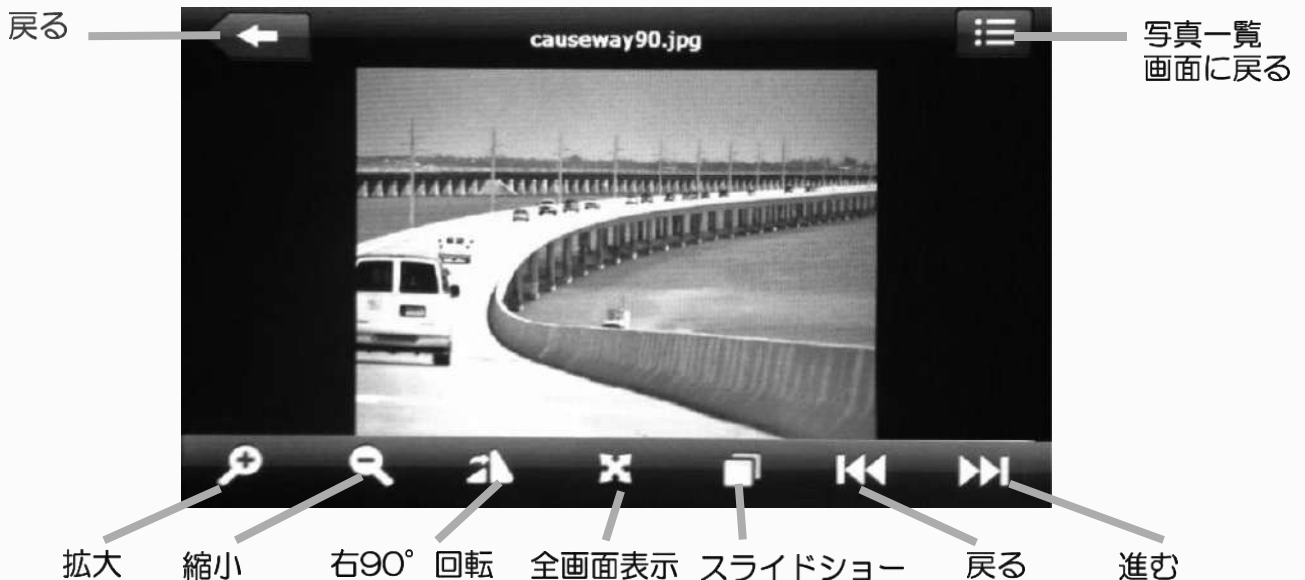 戻る
causeway90.jpg
写真一覧
画面に戻る
拡大
縮小
右90°回転
全画面表示
スライドショー
戻る
進む